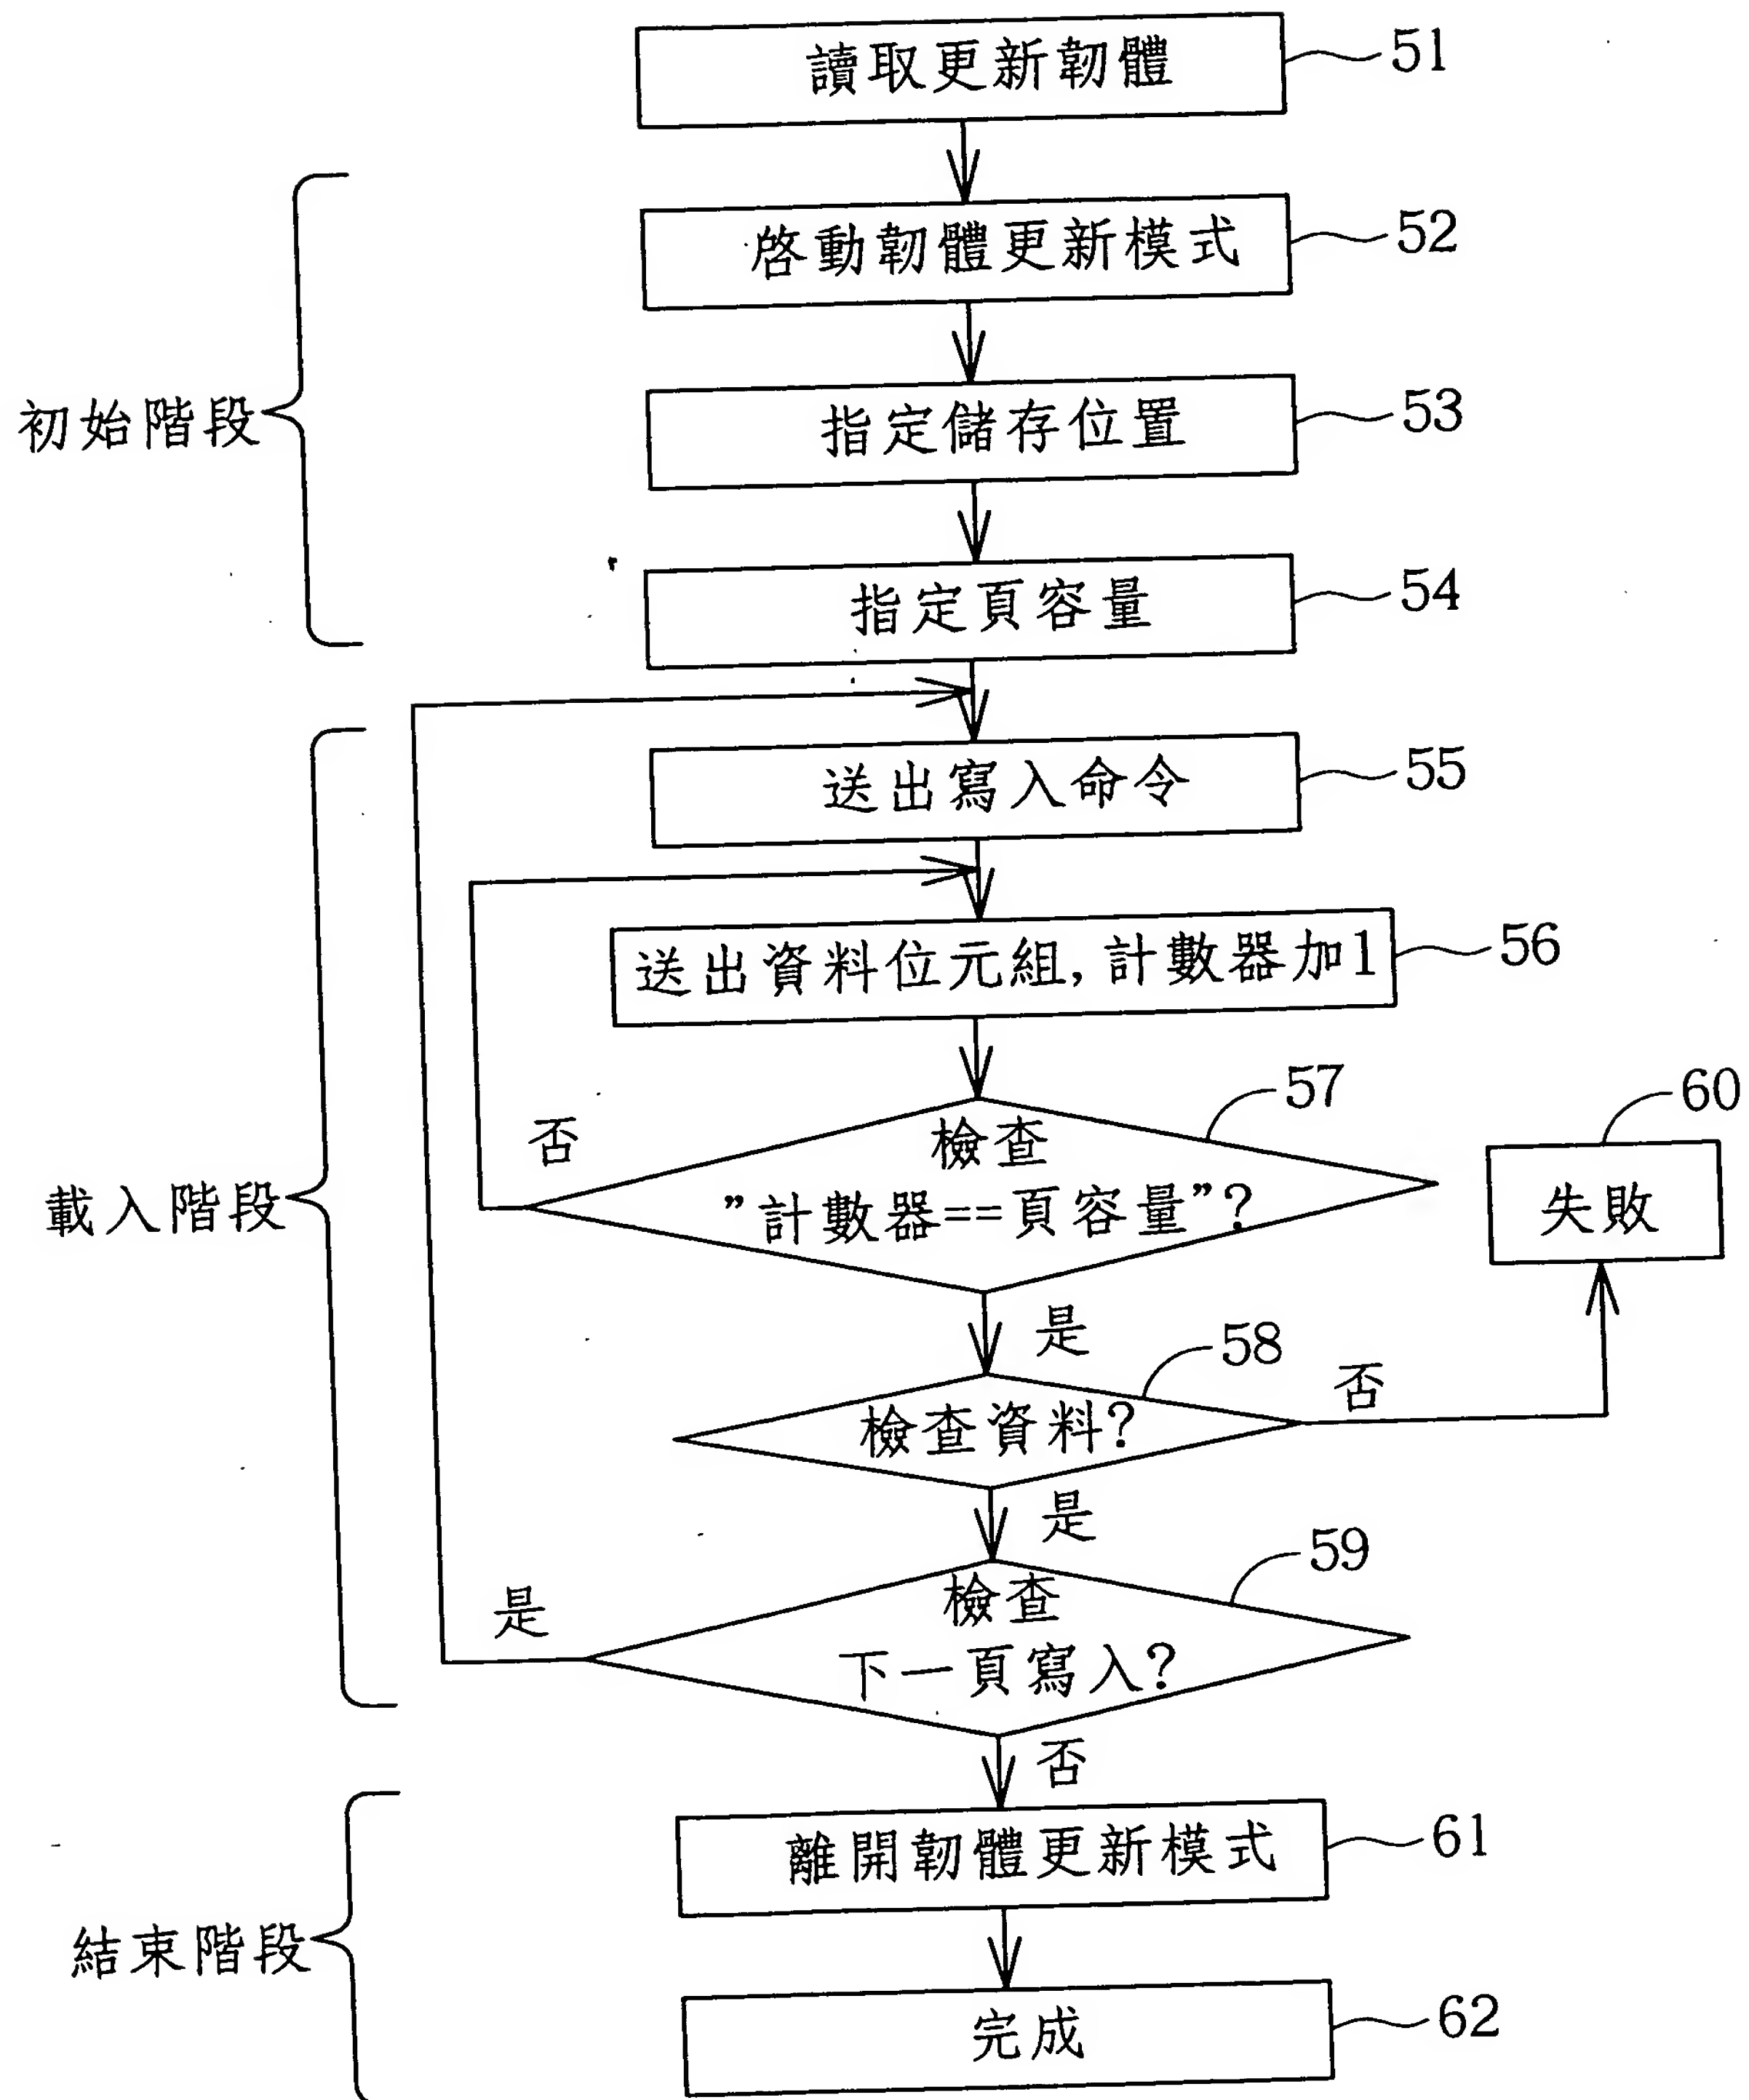 讀取更新韌體
51
啓動韌體更新模式
52
初始階段
指定儲存位置
53
指定頁容量
54
送出寫入命令
55
送出資料位元組,計數器加1
56
57
檢查
"計數器==頁容量"?
否
60
失敗
載入階段
是
58
檢查資料?
否
是
59
檢查
下一頁寫入?
是
否
離開韌體更新模式
61
結束階段
完成
62